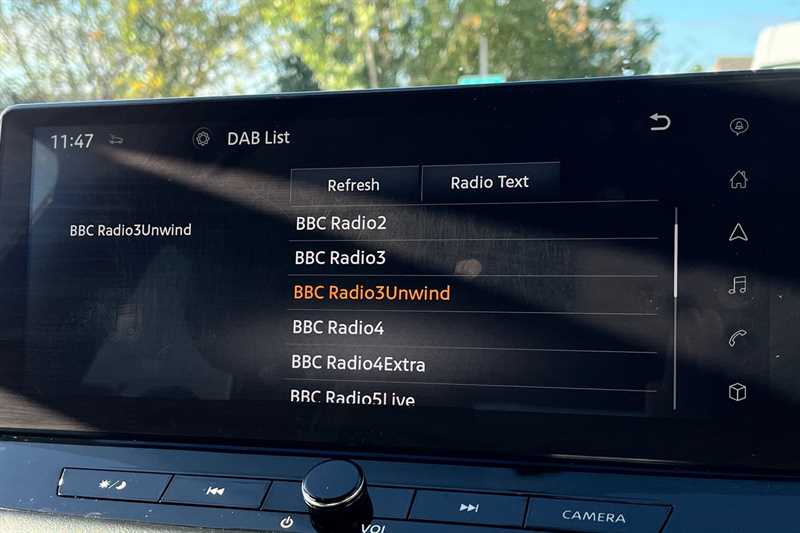 11:47
DAB List
Refresh
Radio Text
BBC Radio3Unwind
BBC Radio2
BBC Radio3
BBC Radio3Unwind
BBC Radio4
BBC Radio4Extra
BBC Radio5Live
VOL
CAMERA